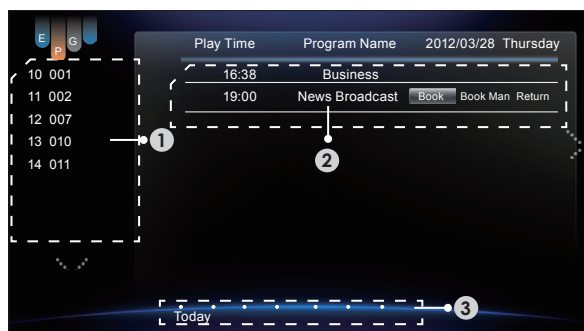 E P G
Play Time Program Name 2012/03/28 Thursday
10 001
11 002
12 007
13 010
14 011
16:38 Business
19:00 News Broadcast Book Book Man Return
1
2
3
Today